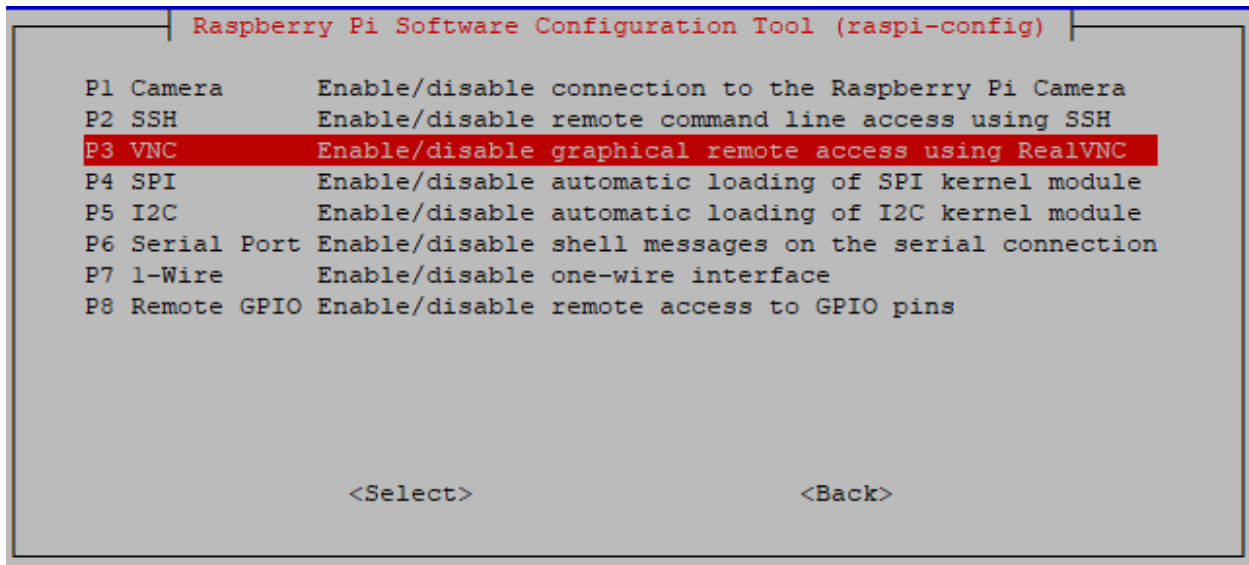 Raspberry Pi Software Configuration Tool (raspi-config)
P1 Camera Enable/disable connection to the Raspberry Pi Camera
P2 SSH Enable/disable remote command line access using SSH
P3 VNC Enable/disable graphical remote access using RealVNC
P4 SPI Enable/disable automatic loading of SPI kernel module
P5 I2C Enable/disable automatic loading of I2C kernel module
P6 Serial Port Enable/disable shell messages on the serial connection
P7 1-Wire Enable/disable one-wire interface
P8 Remote GPIO Enable/disable remote access to GPIO pins
<Select> <Back>